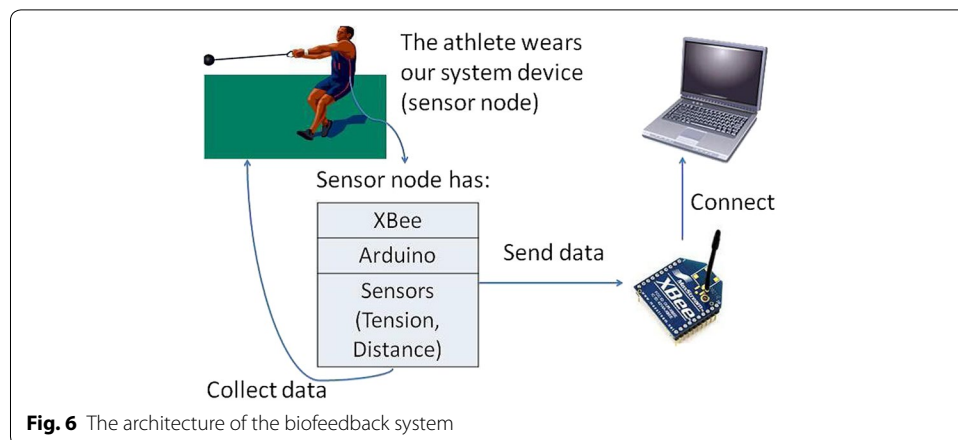 The athlete wears
our system device
(sensor node)
Sensor node has:
XBee
Arduino
Sensors
(Tension,
Distance)
Send data
Connect
XBee
Collect data
Fig. 6 The architecture of the biofeedback system